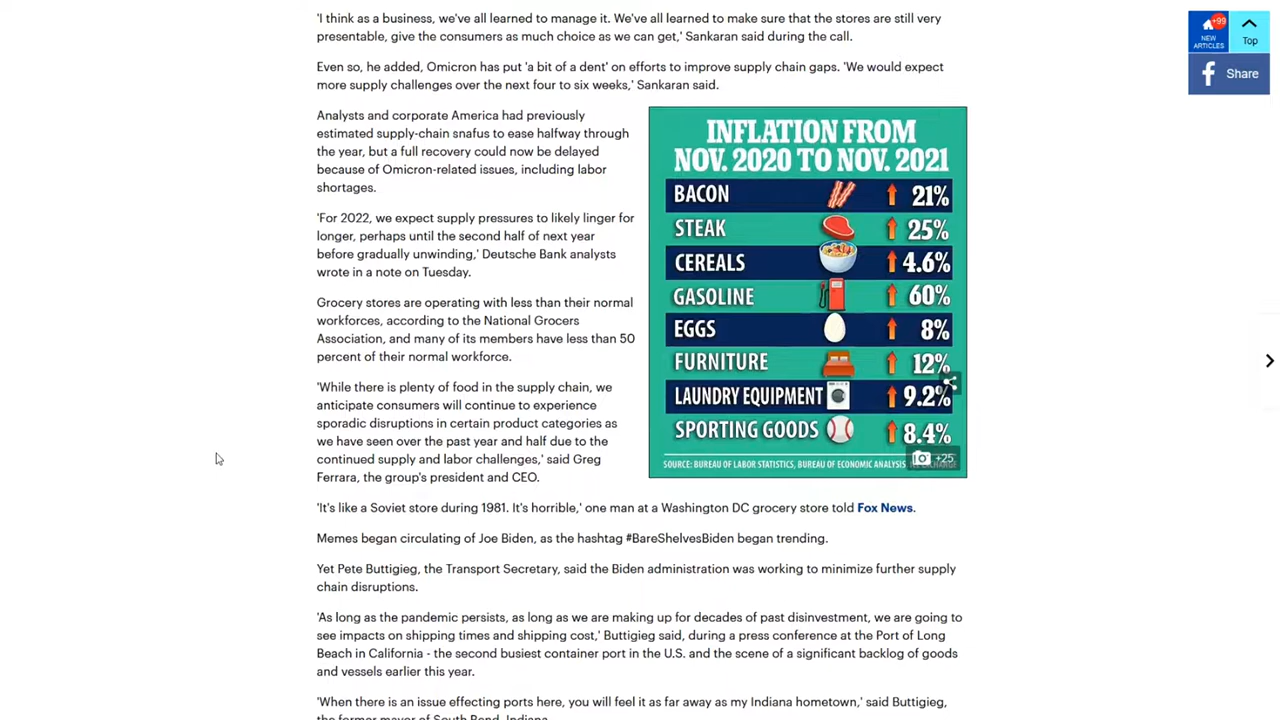 'I think as a business, we've all learned to manage it. We've all learned to make sure that the stores are still very
presentable, give the consumers as much choice as we can get,' Sankaran said during the call.
Even so, he added, Omicron has put 'a bit of a dent' on efforts to improve supply chain gaps. 'We would expect
more supply challenges over the next four to six weeks,' Sankaran said.
Analysts and corporate America had previously
estimated supply-chain snafus to ease halfway through
the year, but a full recovery could now be delayed
because of Omicron-related issues, including labor
shortages.
'For 2022, we expect supply pressures to likely linger for
longer, perhaps until the second half of next year
before gradually unwinding,' Deutsche Bank analysts
wrote in a note on Tuesday.
Grocery stores are operating with less than their normal
workforces, according to the National Grocers
Association, and many of its members have less than 50
percent of their normal workforce.
'While there is plenty of food in the supply chain, we
anticipate consumers will continue to experience
sporadic disruptions in certain product categories as
we have seen over the past year and half due to the
continued supply and labor challenges,' said Greg
Ferrara, the group's president and CEO.
INFLATION FROM
NOV. 2020 TO NOV. 2021
BACON 21%
STEAK 25%
CEREALS 4.6%
GASOLINE 60%
EGGS 8%
FURNITURE 12%
LAUNDRY EQUIPMENT 9.2%
SPORTING GOODS 8.4%
SOURCE: BUREAU OF LABOR STATISTICS, BUREAU OF ECONOMIC ANALYSIS
+25
'It's like a Soviet store during 1981. It's horrible,' one man at a Washington DC grocery store told Fox News.
Memes began circulating of Joe Biden, as the hashtag #BareShelvesBiden began trending.
Yet Pete Buttigieg, the Transport Secretary, said the Biden administration was working to minimize further supply
chain disruptions.
'As long as the pandemic persists, as long as we are making up for decades of past disinvestment, we are going to
see impacts on shipping times and shipping cost,' Buttigieg said, during a press conference at the Port of Long
Beach in California - the second busiest container port in the U.S. and the scene of a significant backlog of goods
and vessels earlier this year.
'When there is an issue effecting ports here, you will feel it as far away as my Indiana hometown,' said Buttigieg,
the former mayor of South Bend, Indiana.
+99
NEW
ARTICLES
Top
Share